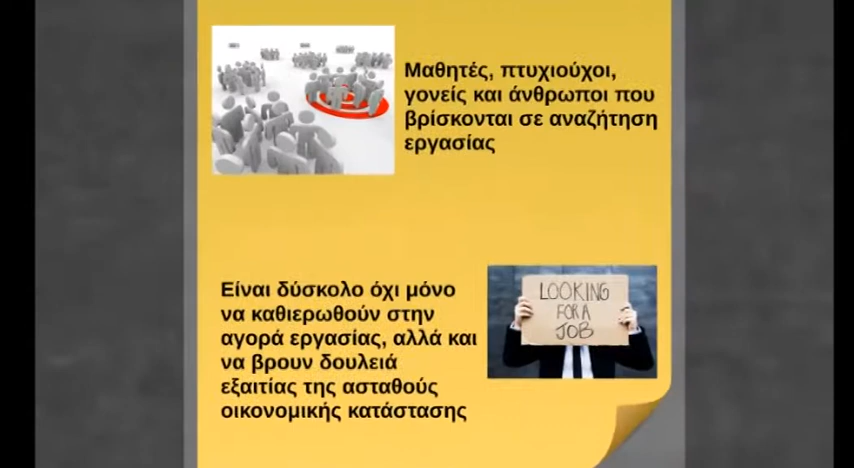 Μαθητές, πτυχιούχοι,
γονείς και άνθρωποι που
βρίσκονται σε αναζήτηση
εργασίας
Είναι δύσκολο όχι μόνο
να καθιερωθούν στην
αγορά εργασίας, αλλά και
να βρουν δουλειά
εξαιτίας της ασταθούς
οικονομικής κατάστασης
LOOKING
FOR A
JOB